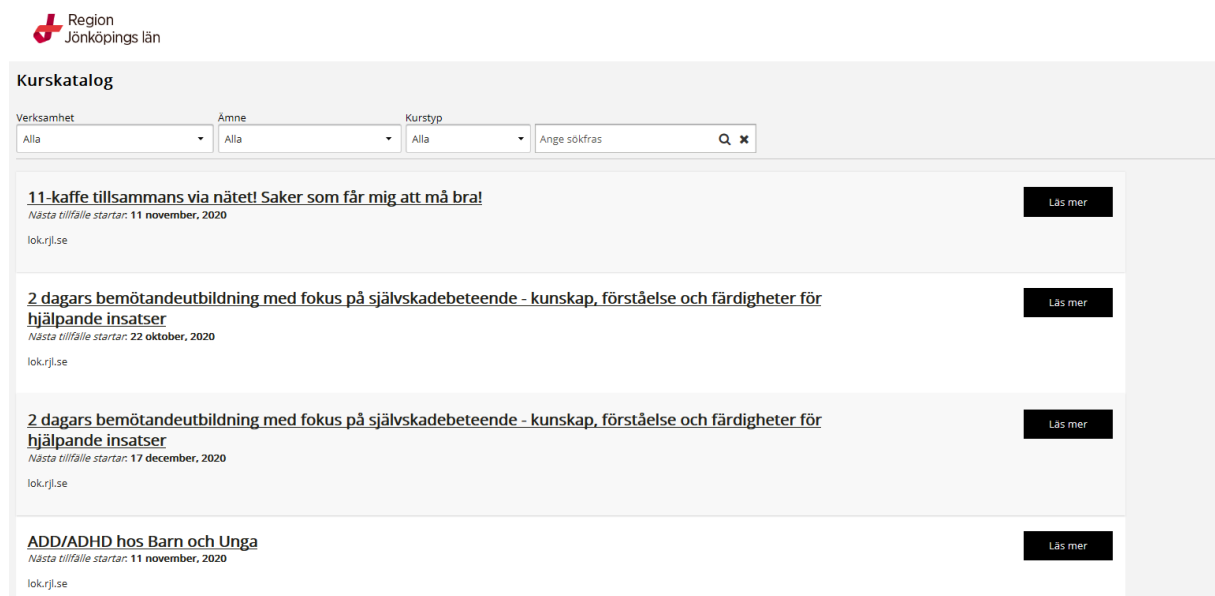 Region
Jönköpings län
Kurskatalog
Verksamhet Ämne Kurstyp
Alla Alla Alla Ange sökfras
11-kaffe tillsammans via nätet! Saker som får mig att må bra!
Läs mer
Nästa tillfälle startar: 11 november, 2020
lok.rjl.se
2 dagars bemötandeutbildning med fokus på självskadebeteende - kunskap, förståelse och färdigheter för
Läs mer
hjälpande insatser
Nästa tillfälle startar: 22 oktober, 2020
lok.rjl.se
2 dagars bemötandeutbildning med fokus på självskadebeteende - kunskap, förståelse och färdigheter för
Läs mer
hjälpande insatser
Nästa tillfälle startar: 17 december, 2020
lok.rjl.se
ADD/ADHD hos Barn och Unga
Läs mer
Nästa tillfälle startar: 11 november, 2020
lok.rjl.se